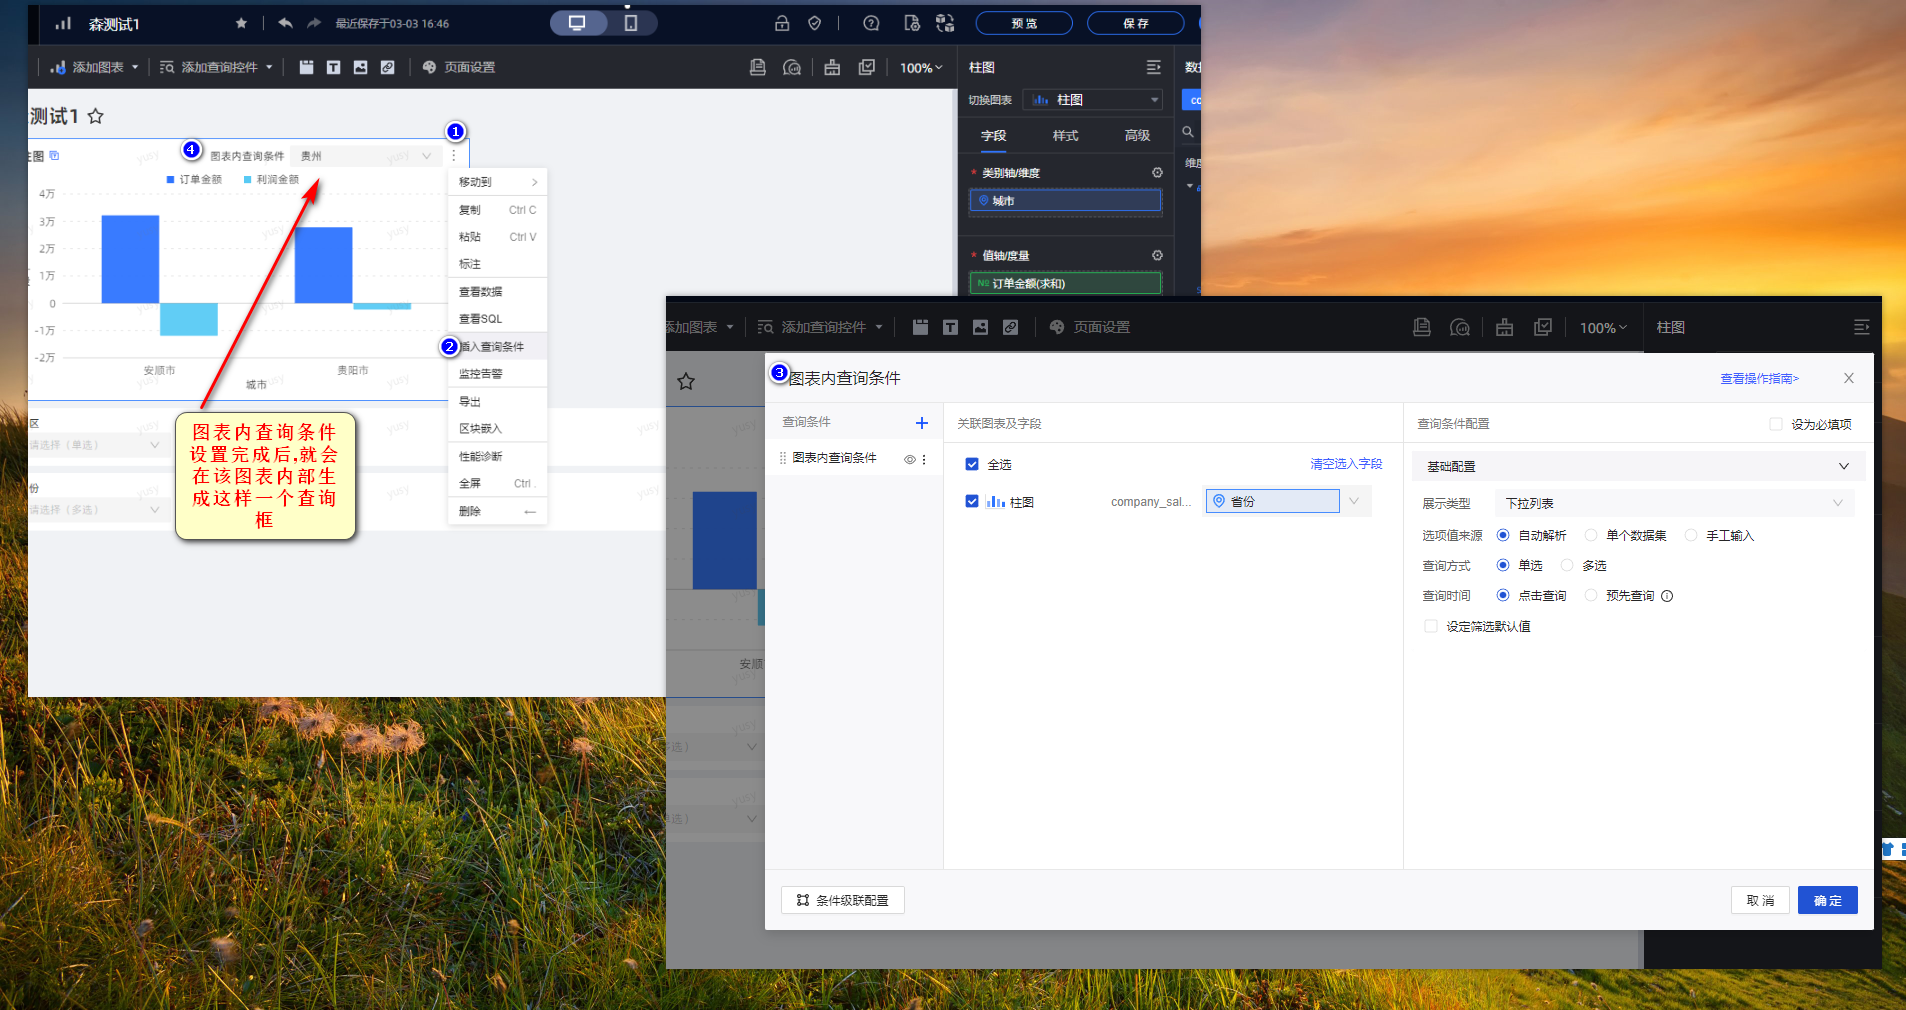 森测试1
最近保存于03-03 16:46
预览
保存
添加图表
添加查询控件
页面设置
100%
柱图
切换图表
柱图
字段
样式
高级
* 类别轴/维度
城市
* 值轴/度量
N≡ 订单金额(求和)
测试1
1
4
图表内查询条件
贵州
订单金额
利润金额
4万
3万
2万
1万
0
-1万
-2万
安顺市
贵阳市
城市
移动到
复制 Ctrl C
粘贴 Ctrl V
标注
查看数据
查看SQL
2
插入查询条件
监控告警
导出
区块嵌入
性能诊断
全屏 Ctrl .
删除 ←
区
请选择（单选）
份
请选择（多选）
图表内查询条件
设置完成后,就会
在该图表内部生
成这样一个查询
框
添加图表
添加查询控件
页面设置
100%
柱图
安顺
3
图表内查询条件
查看操作指南>
查询条件
+
图表内查询条件
关联图表及字段
全选
清空选入字段
柱图
company_sal...
省份
查询条件配置
设为必填项
基础配置
展示类型
下拉列表
选项值来源
自动解析
单个数据集
手工输入
查询方式
单选
多选
查询时间
点击查询
预先查询
设定筛选默认值
条件级联配置
取消
确定
yusy